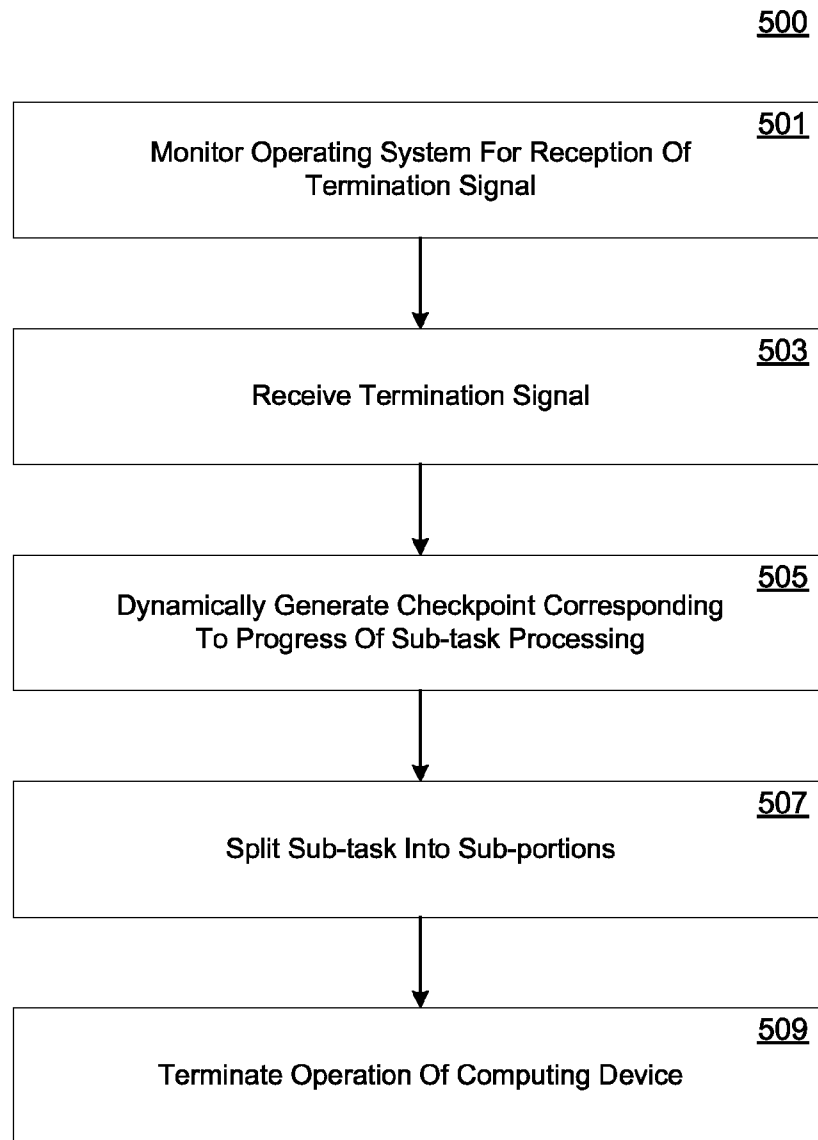 500
501
Monitor Operating System For Reception Of
Termination Signal
503
Receive Termination Signal
505
Dynamically Generate Checkpoint Corresponding
To Progress Of Sub-task Processing
507
Split Sub-task Into Sub-portions
509
Terminate Operation Of Computing Device